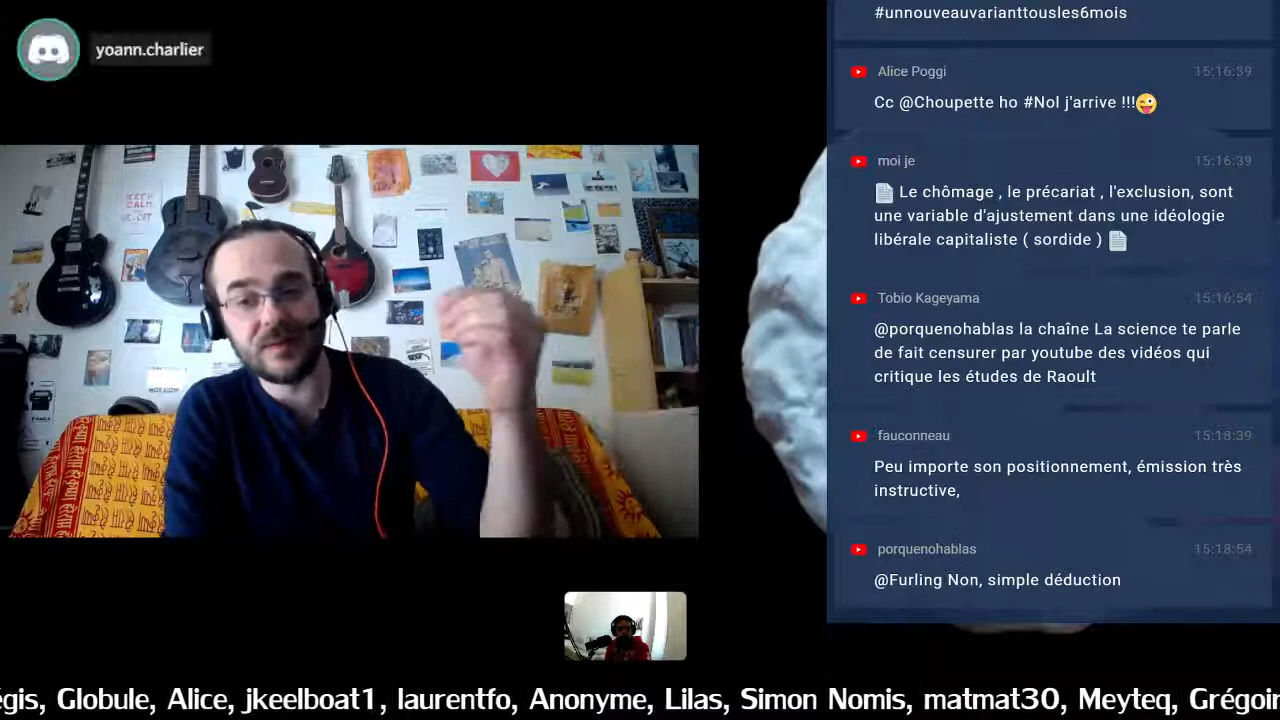 yoann.charlier
#unnouveauvarianttousles6mois
Alice Poggi
15:16:39
Cc @Choupette ho #Nol j'arrive !!!😜
moi je
15:16:39
📄 Le chômage , le précariat , l'exclusion, sont
une variable d'ajustement dans une idéologie
libérale capitaliste ( sordide ) 📄
Tobio Kageyama
15:16:54
@porquenohablas la chaîne La science te parle
de fait censurer par youtube des vidéos qui
critique les études de Raoult
fauconneau
15:18:39
Peu importe son positionnement, émission très
instructive,
porquenohablas
15:18:54
@Furling Non, simple déduction
KEEP
CALM
PANDA
égis, Globule, Alice, jkeelboat1, laurentfo, Anonyme, Lilas, Simon Nomis, matmat30, Meyteq, Grégoir